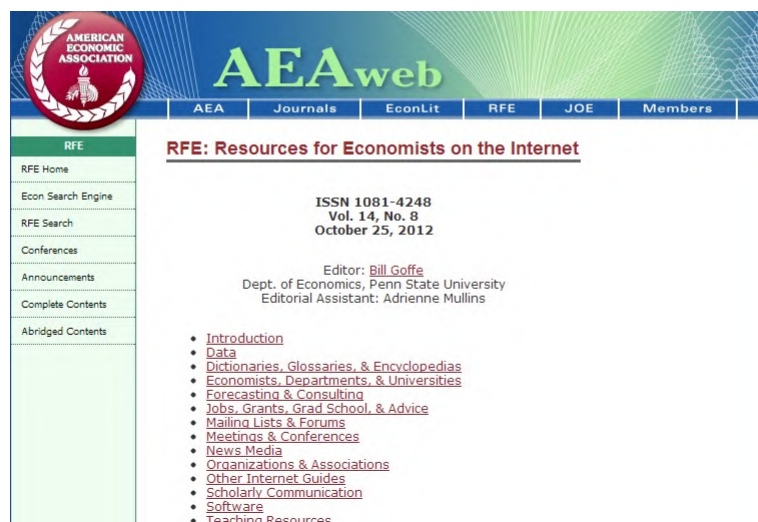 AMERICAN
ECONOMIC
ASSOCIATION
AEAweb
AEA Journals EconLit RFE JOE Members
RFE
RFE Home
Econ Search Engine
RFE Search
Conferences
Announcements
Complete Contents
Abridged Contents
RFE: Resources for Economists on the Internet
ISSN 1081-4248
Vol. 14, No. 8
October 25, 2012
Editor: Bill Goffe
Dept. of Economics, Penn State University
Editorial Assistant: Adrienne Mullins
• Introduction
• Data
• Dictionaries, Glossaries, & Encyclopedias
• Economists, Departments, & Universities
• Forecasting & Consulting
• Jobs, Grants, Grad School, & Advice
• Mailing Lists & Forums
• Meetings & Conferences
• News Media
• Organizations & Associations
• Other Internet Guides
• Scholarly Communication
• Software
• Teaching Resources